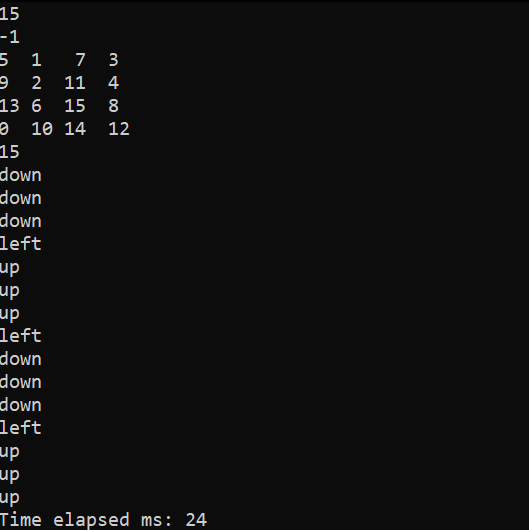 15
-1
5  1   7  3
9  2  11  4
13 6  15  8
0  10 14  12
15
down
down
down
left
up
up
up
left
down
down
down
left
up
up
up
Time elapsed ms: 24